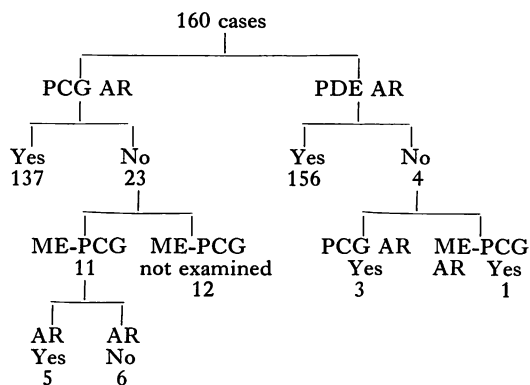 160 cases
PCG AR PDE AR
Yes No Yes No
137 23 156 4
ME-PCG ME-PCG PCG AR ME-PCG
11 not examined Yes AR Yes
12 3 1
AR AR
Yes No
5 6